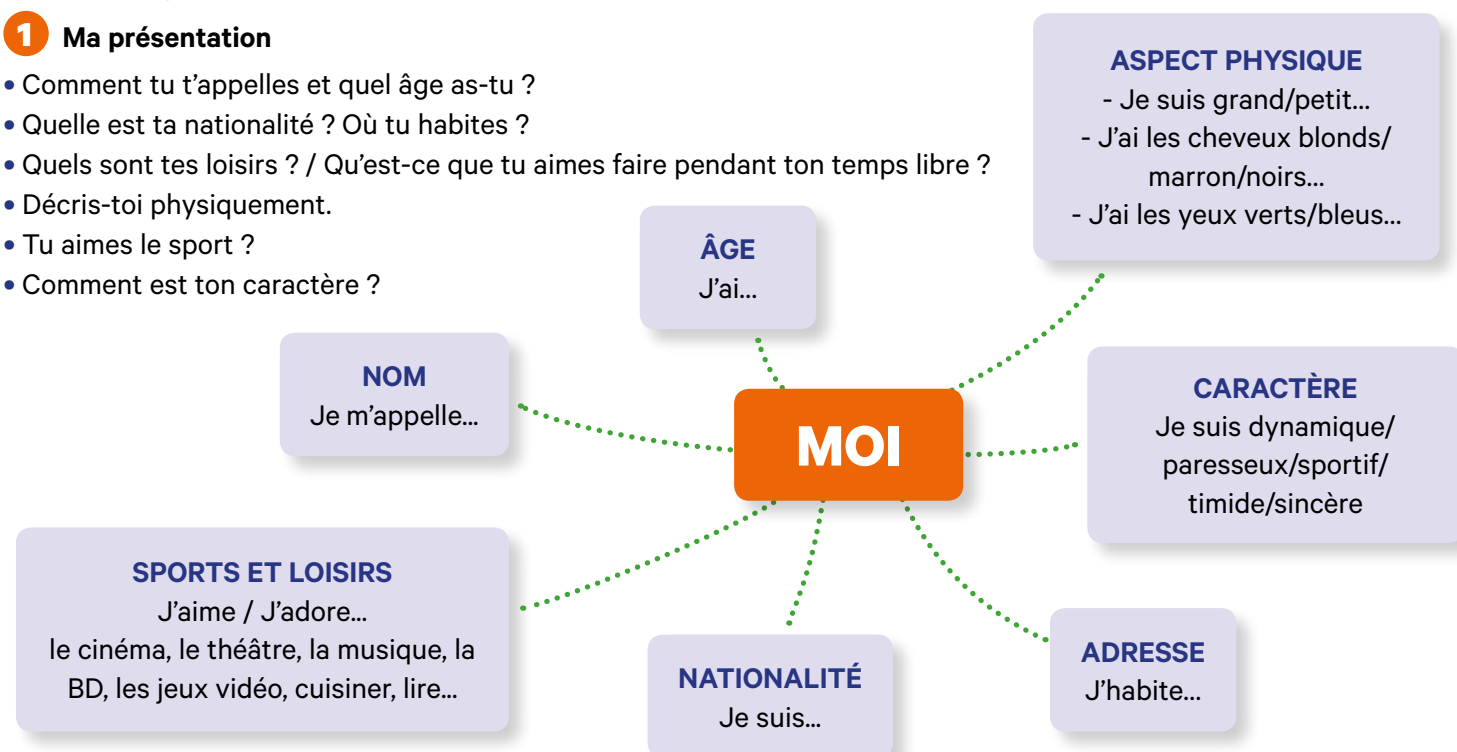 1 Ma présentation
• Comment tu t'appelles et quel âge as-tu ?
• Quelle est ta nationalité ? Où tu habites ?
• Quels sont tes loisirs ? / Qu'est-ce que tu aimes faire pendant ton temps libre ?
• Décris-toi physiquement.
• Tu aimes le sport ?
• Comment est ton caractère ?
ASPECT PHYSIQUE
- Je suis grand/petit...
- J'ai les cheveux blonds/
marron/noirs...
- J'ai les yeux verts/bleus...
ÂGE
J'ai...
NOM
Je m'appelle...
MOI
CARACTÈRE
Je suis dynamique/
paresseux/sportif/
timide/sincère
SPORTS ET LOISIRS
J'aime / J'adore...
le cinéma, le théâtre, la musique, la
BD, les jeux vidéo, cuisiner, lire...
NATIONALITÉ
Je suis...
ADRESSE
J'habite...